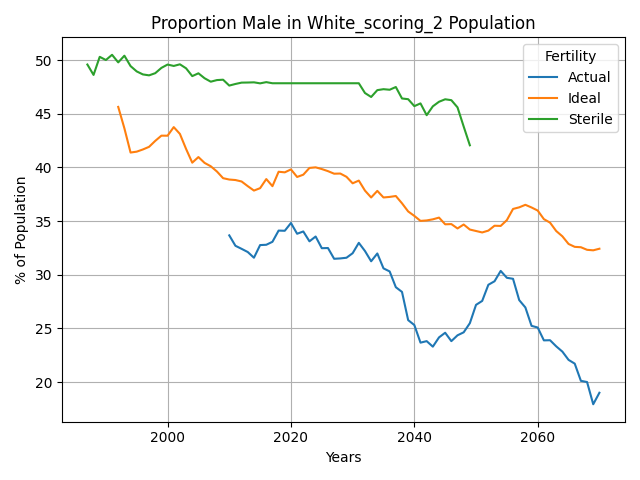 Proportion Male in White_scoring_2 Population
Fertility
Actual
Ideal
Sterile
% of Population
50
45
40
35
30
25
20
2000
2020
2040
2060
Years